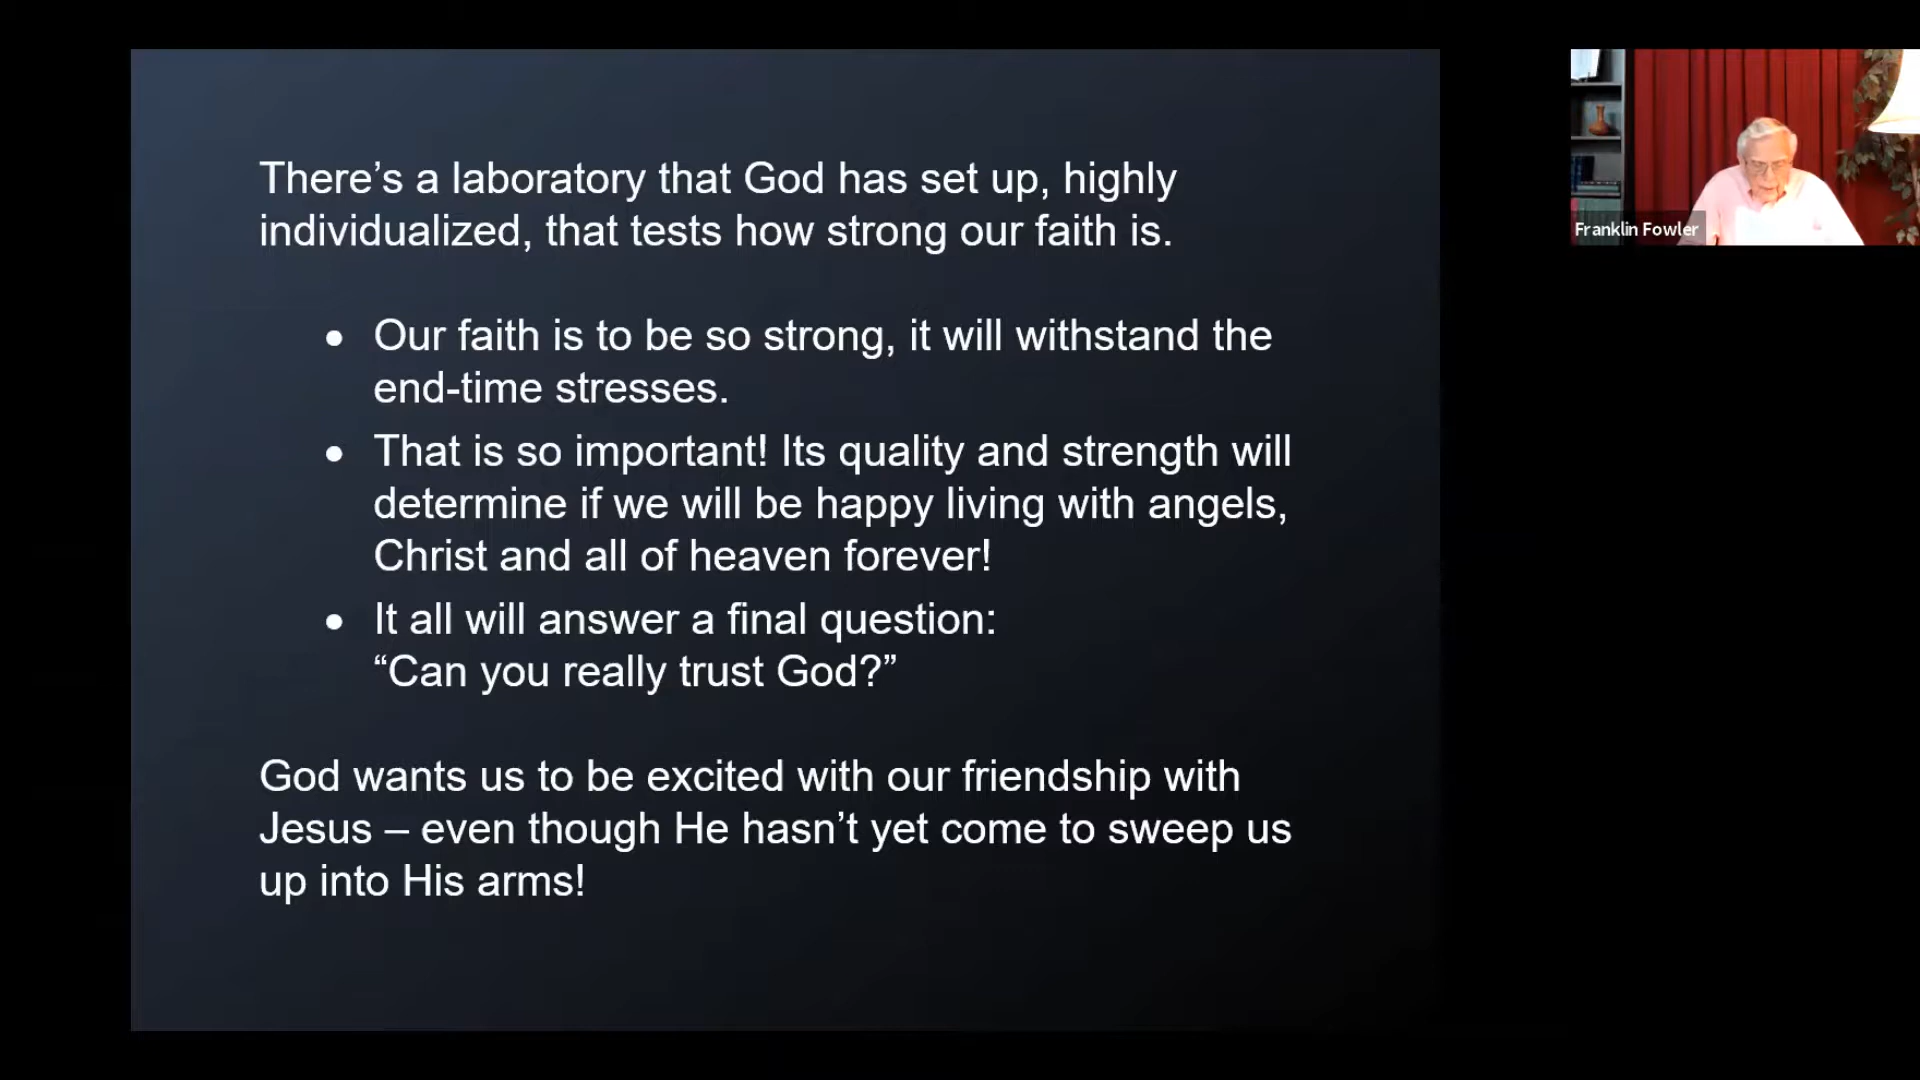 There’s a laboratory that God has set up, highly
individualized, that tests how strong our faith is.
• Our faith is to be so strong, it will withstand the
end-time stresses.
• That is so important! Its quality and strength will
determine if we will be happy living with angels,
Christ and all of heaven forever!
• It all will answer a final question:
“Can you really trust God?”
God wants us to be excited with our friendship with
Jesus – even though He hasn’t yet come to sweep us
up into His arms!
Franklin Fowler